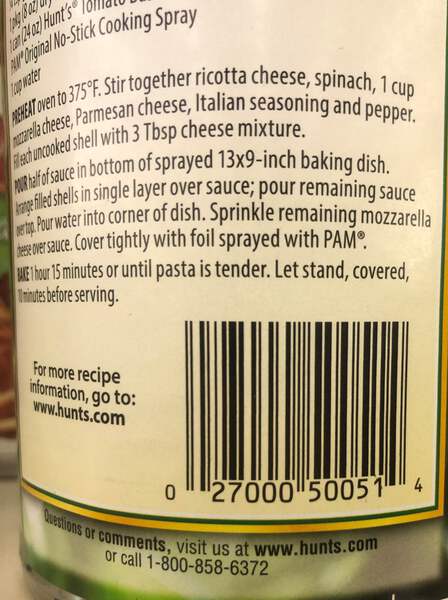 1 pkg (8 oz) dry
1 can (24 oz) Hunt's® Tomato
PAM® Original No-Stick Cooking Spray
1 cup water
PREHEAT oven to 375°F. Stir together ricotta cheese, spinach, 1 cup
mozzarella cheese, Parmesan cheese, Italian seasoning and pepper.
Fill each uncooked shell with 3 Tbsp cheese mixture.
POUR half of sauce in bottom of sprayed 13x9-inch baking dish.
Arrange filled shells in single layer over sauce; pour remaining sauce
over top. Pour water into corner of dish. Sprinkle remaining mozzarella
cheese over sauce. Cover tightly with foil sprayed with PAM®.
BAKE 1 hour 15 minutes or until pasta is tender. Let stand, covered,
10 minutes before serving.
For more recipe
information, go to:
www.hunts.com
0 27000 50051 4
Questions or comments, visit us at www.hunts.com
or call 1-800-858-6372